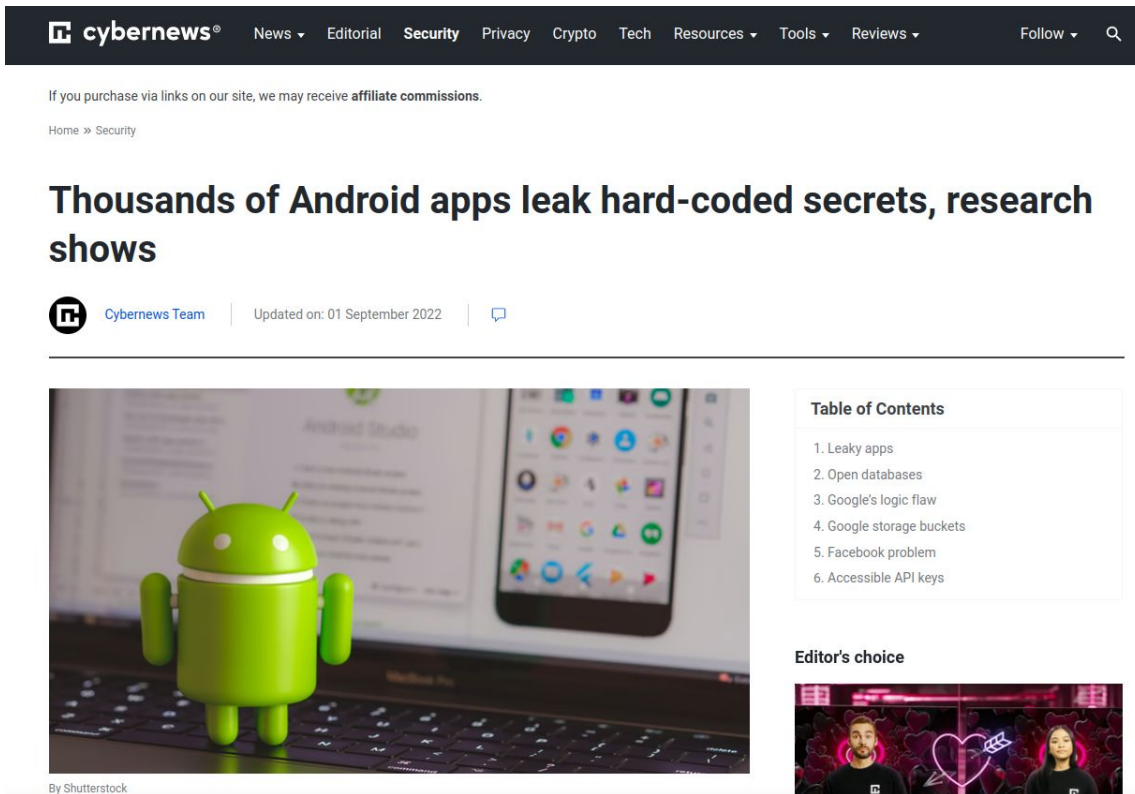 cybernews®
News
Editorial
Security
Privacy
Crypto
Tech
Resources
Tools
Reviews
Follow
If you purchase via links on our site, we may receive affiliate commissions.
Home » Security
Thousands of Android apps leak hard-coded secrets, research
shows
Cybernews Team
Updated on: 01 September 2022
Android Studio
MacBook Pro
By Shutterstock
Table of Contents
1. Leaky apps
2. Open databases
3. Google's logic flaw
4. Google storage buckets
5. Facebook problem
6. Accessible API keys
Editor's choice